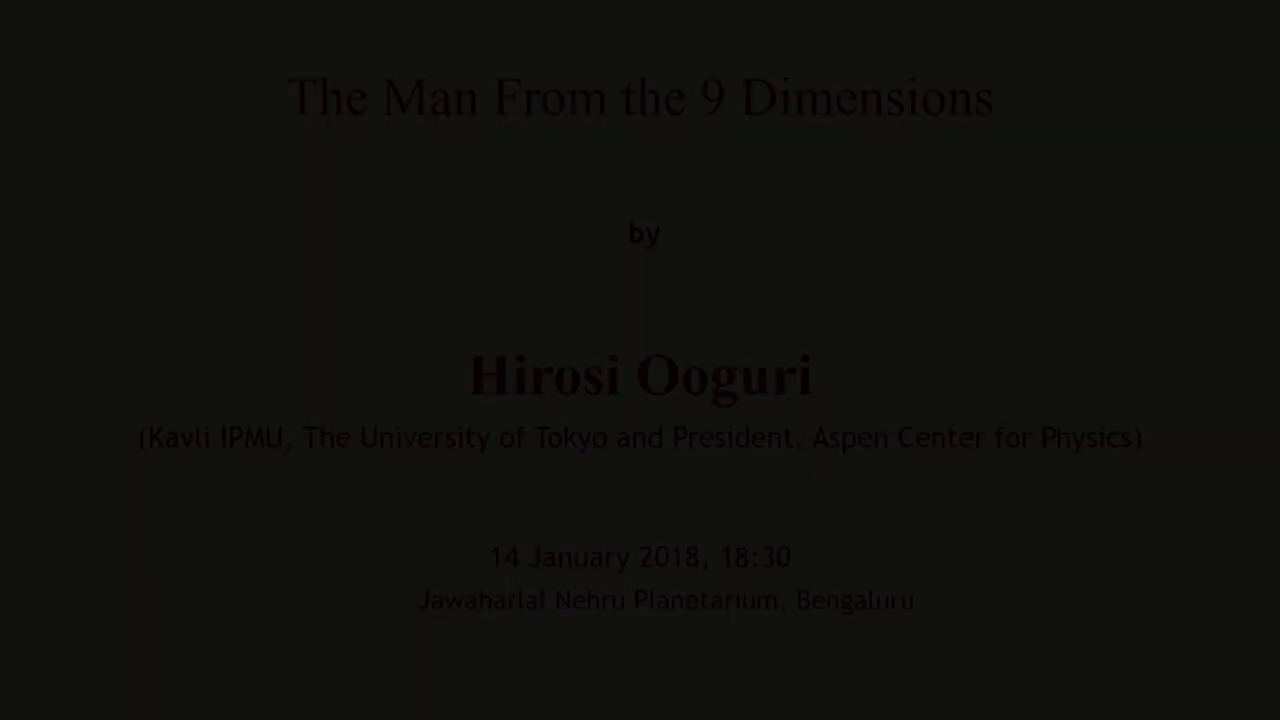 The Man From the 9 Dimensions
by
Hirosi Ooguri
(Kavli IPMU, The University of Tokyo and President, Aspen Center for Physics)
14 January 2018, 18:30
Jawaharlal Nehru Planetarium, Bengaluru